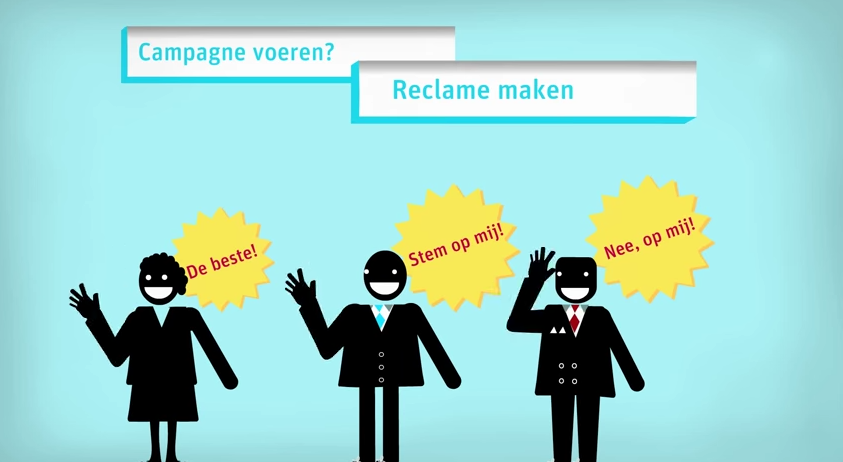 Campagne voeren?
Reclame maken
De beste!
Stem op mij!
Nee, op mij!